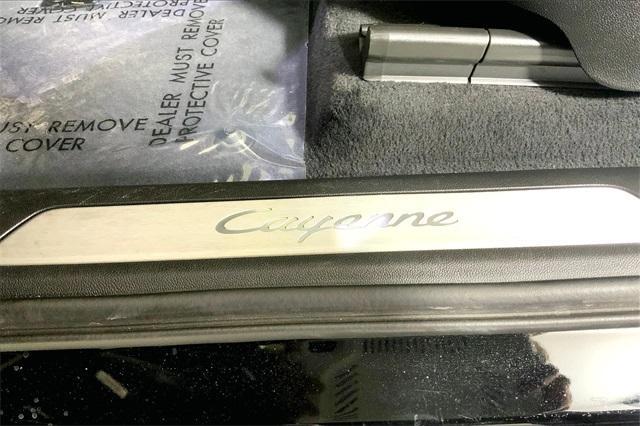 DEALER MUST REMOVE
PROTECTIVE COVER
DEALER MUST REMOVE
PROTECTIVE COVER
UST REMOVE
COVER
Cayenne